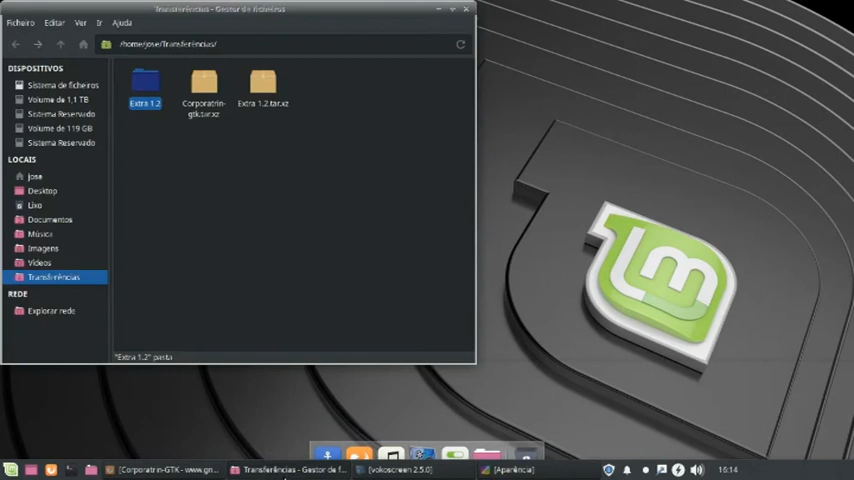 Transferências - Gestor de ficheiros
Ficheiro Editar Ver Ir Ajuda
/home/jose/Transferências/
DISPOSITIVOS
Sistema de ficheiros
Volume de 1,1 TB
Sistema Reservado
Volume de 119 GB
Sistema Reservado
LOCAIS
jose
Desktop
Lixo
Documentos
Música
Imagens
Vídeos
Transferências
REDE
Explorar rede
Extra 1.2
Corporatrin-
gtk.tar.xz
Extra 1.2.tar.xz
"Extra 1.2" pasta
lm
[Corporatrin-GTK - www.gn...
Transferências - Gestor de f...
[vokoscreen 2.5.0]
[Aparência]
16:14